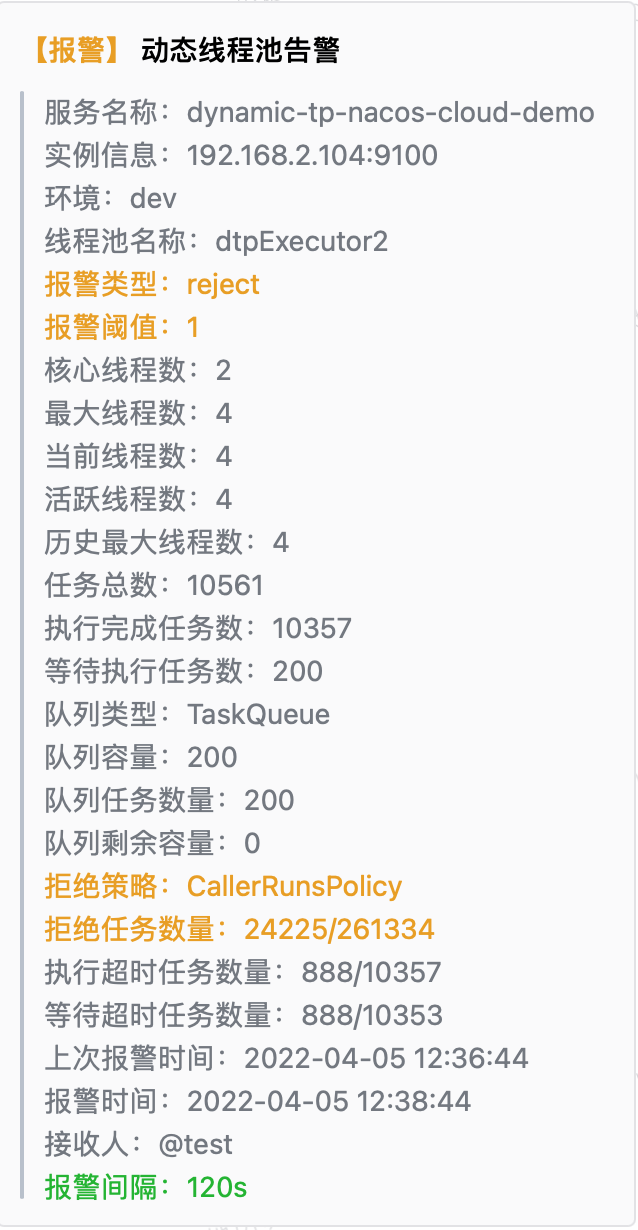 【报警】 动态线程池告警
服务名称：dynamic-tp-nacos-cloud-demo
实例信息：192.168.2.104:9100
环境：dev
线程池名称：dtpExecutor2
报警类型：reject
报警阈值：1
核心线程数：2
最大线程数：4
当前线程数：4
活跃线程数：4
历史最大线程数：4
任务总数：10561
执行完成任务数：10357
等待执行任务数：200
队列类型：TaskQueue
队列容量：200
队列任务数量：200
队列剩余容量：0
拒绝策略：CallerRunsPolicy
拒绝任务数量：24225/261334
执行超时任务数量：888/10357
等待超时任务数量：888/10353
上次报警时间：2022-04-05 12:36:44
报警时间：2022-04-05 12:38:44
接收人：@test
报警间隔：120s